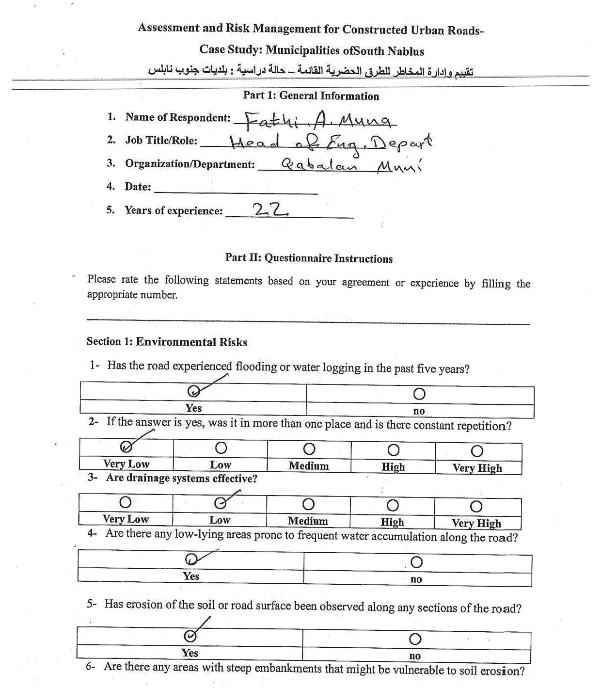 Assessment and Risk Management for Constructed Urban Roads-
Case Study: Municipalities ofSouth Nablus
تقييم وإدارة المخاطر للطرق الحضرية القائمة – حالة دراسية : بلديات جنوب نابلس
Part 1: General Information
1. Name of Respondent: Fathi. A. Muna
2. Job Title/Role: Head of Eng. Depart
3. Organization/Department: Qabalan Muni
4. Date:
5. Years of experience: 22
Part II: Questionnaire Instructions
Please rate the following statements based on your agreement or experience by filling the
appropriate number.
Section 1: Environmental Risks
1- Has the road experienced flooding or water logging in the past five years?
Yes no
2- If the answer is yes, was it in more than one place and is there constant repetition?
Very Low Low Medium High Very High
3- Are drainage systems effective?
Very Low Low Medium High Very High
4- Are there any low-lying areas prone to frequent water accumulation along the road?
Yes no
5- Has erosion of the soil or road surface been observed along any sections of the road?
Yes no
6- Are there any areas with steep embankments that might be vulnerable to soil erosion?